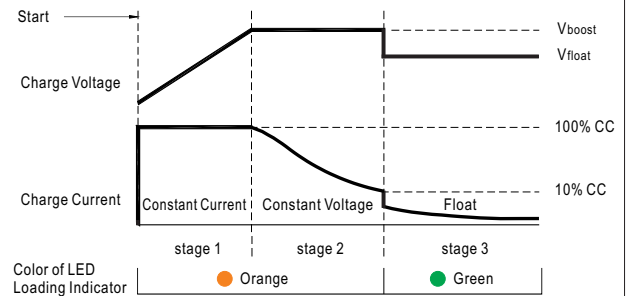 Start
Vboost
Vfloat
Charge Voltage
100% CC
10% CC
Charge Current
Constant Current
Constant Voltage
Float
stage 1
stage 2
stage 3
Color of LED
Loading Indicator
Orange
Green